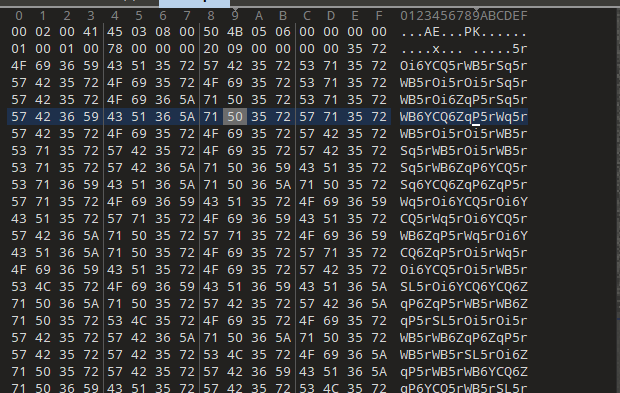 0 1 2 3 4 5 6 7 8 9 A B C D E F 0123456789ABCDEF
00 02 00 41 45 03 08 00 50 4B 05 06 00 00 00 00 ...AE...PK......
01 00 01 00 78 00 00 00 20 09 00 00 00 00 35 72 ....x... .....5r
4F 69 36 59 43 51 35 72 57 42 35 72 53 71 35 72 Oi6YCQ5rWB5rSq5r
57 42 35 72 4F 69 35 72 4F 69 35 72 53 71 35 72 WB5rOi5rOi5rSq5r
57 42 35 72 4F 69 36 5A 71 50 35 72 53 71 35 72 WB5rOi6ZqP5rSq5r
57 42 36 59 43 51 36 5A 71 50 35 72 57 71 35 72 WB6YCQ6ZqP5rWq5r
57 42 35 72 4F 69 35 72 4F 69 35 72 57 42 35 72 WB5rOi5rOi5rWB5r
53 71 35 72 57 42 35 72 4F 69 35 72 57 42 35 72 Sq5rWB5rOi5rWB5r
53 71 35 72 57 42 36 5A 71 50 36 59 43 51 35 72 Sq5rWB6ZqP6YCQ5r
53 71 36 59 43 51 36 5A 71 50 36 5A 71 50 35 72 Sq6YCQ6ZqP6ZqP5r
57 71 35 72 4F 69 36 59 43 51 35 72 4F 69 36 59 Wq5rOi6YCQ5rOi6Y
43 51 35 72 57 71 35 72 4F 69 36 59 43 51 35 72 CQ5rWq5rOi6YCQ5r
57 42 36 5A 71 50 35 72 57 71 35 72 4F 69 36 59 WB6ZqP5rWq5rOi6Y
43 51 36 5A 71 50 35 72 57 71 35 72 4F 69 35 72 CQ6ZqP5rWq5rOi5r
4F 69 36 59 43 51 35 72 4F 69 35 72 57 42 35 72 Oi6YCQ5rOi5rWB5r
53 4C 35 72 4F 69 36 59 43 51 36 59 43 51 36 5A SL5rOi6YCQ6YCQ6Z
71 50 36 5A 71 50 35 72 57 42 35 72 57 42 36 5A qP6ZqP5rWB5rWB6Z
71 50 35 72 53 4C 35 72 4F 69 35 72 4F 69 35 72 qP5rSL5rOi5rOi5r
57 42 35 72 57 42 36 5A 71 50 36 5A 71 50 35 72 WB5rWB6ZqP6ZqP5r
57 42 35 72 57 42 35 72 53 4C 35 72 4F 69 36 5A WB5rWB5rSL5rOi6Z
71 50 35 72 57 42 35 72 57 42 36 59 43 51 36 5A qP5rWB5rWB6YCQ6Z
71 50 36 59 43 51 35 72 57 42 35 72 53 4C 35 72 qP6YCQ5rWB5rSL5r